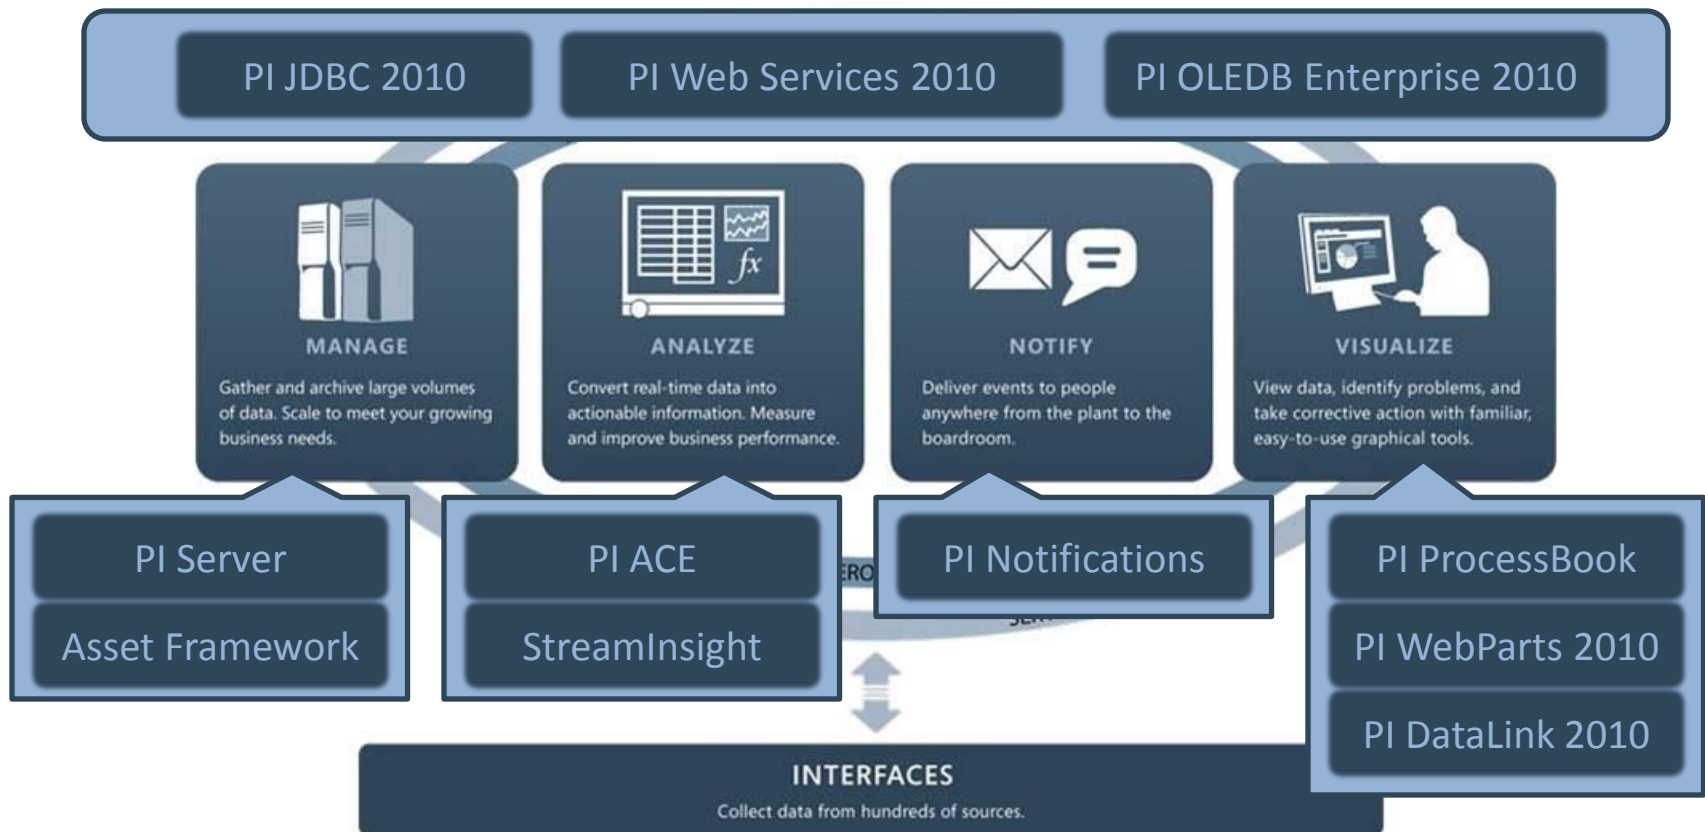 PI JDBC 2010
PI Web Services 2010
PI OLEDB Enterprise 2010
MANAGE
Gather and archive large volumes
of data. Scale to meet your growing
business needs.
ANALYZE
fx
Convert real-time data into
actionable information. Measure
and improve business performance.
NOTIFY
Deliver events to people
anywhere from the plant to the
boardroom.
VISUALIZE
View data, identify problems, and
take corrective action with familiar,
easy-to-use graphical tools.
PI Server
Asset Framework
PI ACE
StreamInsight
PI Notifications
PI ProcessBook
PI WebParts 2010
PI DataLink 2010
INTERFACES
Collect data from hundreds of sources.